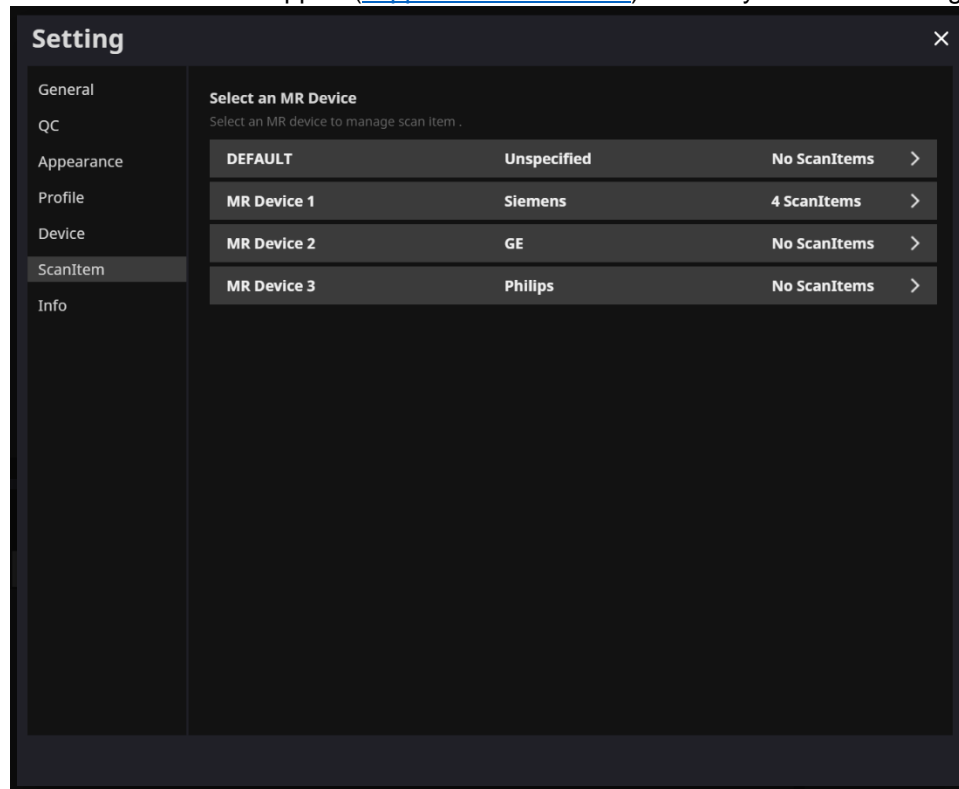 Setting
General
QC
Appearance
Profile
Device
ScanItem
Info
Select an MR Device
Select an MR device to manage scan item .
DEFAULT Unspecified No ScanItems
MR Device 1 Siemens 4 ScanItems
MR Device 2 GE No ScanItems
MR Device 3 Philips No ScanItems